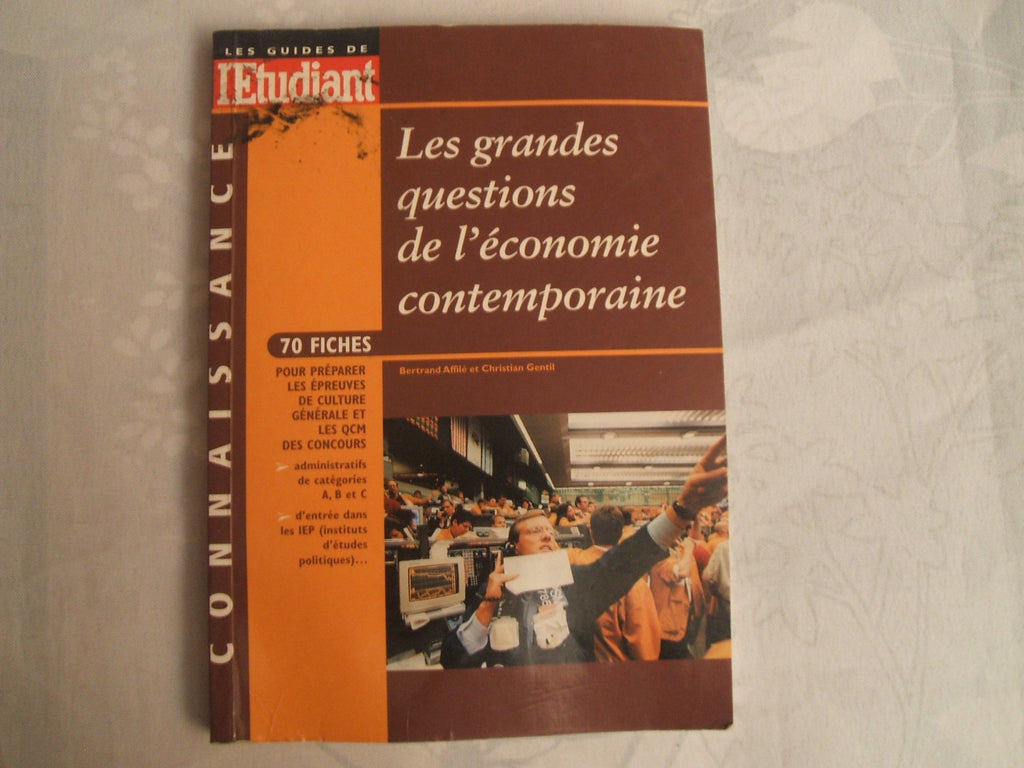 LES GUIDES DE
l'Etudiant
CONNAISSANCE
Les grandes
questions
de l'économie
contemporaine
70 FICHES
POUR PRÉPARER
LES ÉPREUVES
DE CULTURE
GÉNÉRALE ET
LES QCM
DES CONCOURS
administratifs
de catégories
A, B et C
d'entrée dans
les IEP (instituts
d'études
politiques)...
Bertrand Affilé et Christian Gentil